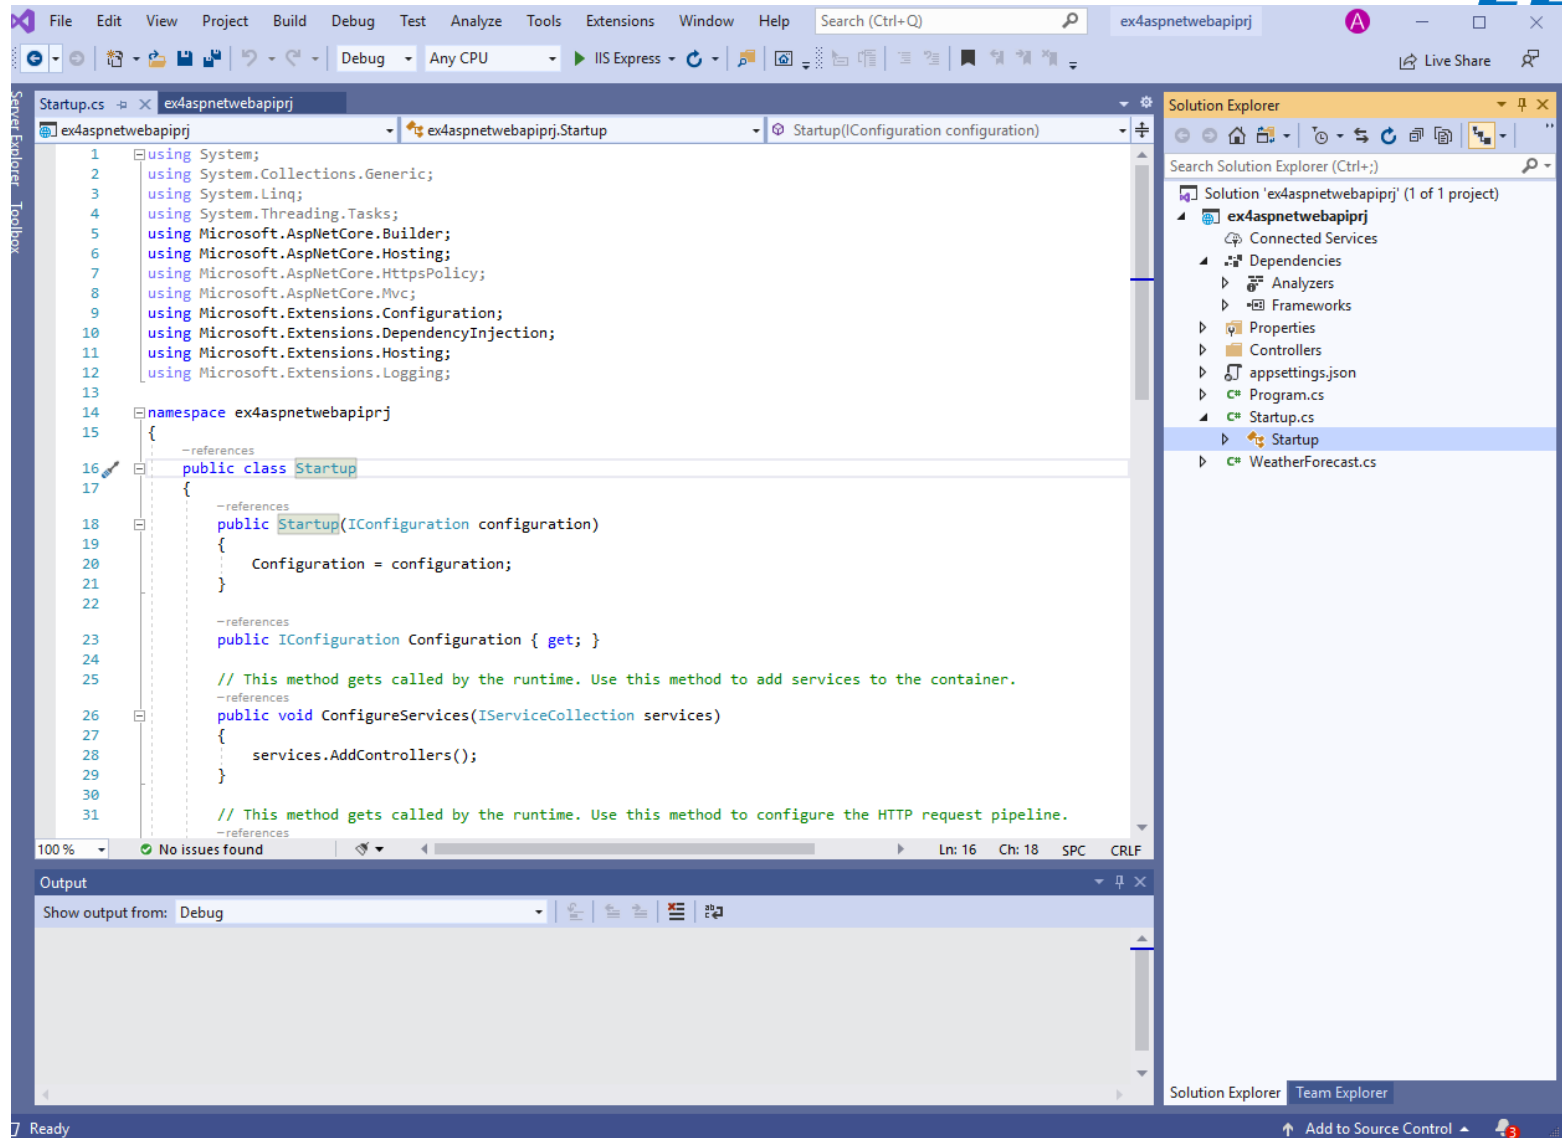 File Edit View Project Build Debug Test Analyze Tools Extensions Window Help Search (Ctrl+Q) ex4aspnetwebapiprj A
Debug Any CPU IIS Express Live Share
Server Explorer
Toolbox
Startup.cs ex4aspnetwebapiprj
ex4aspnetwebapiprj ex4aspnetwebapiprj.Startup Startup(IConfiguration configuration)
1 using System;
2 using System.Collections.Generic;
3 using System.Linq;
4 using System.Threading.Tasks;
5 using Microsoft.AspNetCore.Builder;
6 using Microsoft.AspNetCore.Hosting;
7 using Microsoft.AspNetCore.HttpsPolicy;
8 using Microsoft.AspNetCore.Mvc;
9 using Microsoft.Extensions.Configuration;
10 using Microsoft.Extensions.DependencyInjection;
11 using Microsoft.Extensions.Hosting;
12 using Microsoft.Extensions.Logging;
13
14 namespace ex4aspnetwebapiprj
15 {
-references
16 public class Startup
17 {
-references
18 public Startup(IConfiguration configuration)
19 {
20 Configuration = configuration;
21 }
22
-references
23 public IConfiguration Configuration { get; }
24
25 // This method gets called by the runtime. Use this method to add services to the container.
-references
26 public void ConfigureServices(IServiceCollection services)
27 {
28 services.AddControllers();
29 }
30
31 // This method gets called by the runtime. Use this method to configure the HTTP request pipeline.
-references
100 % No issues found Ln: 16 Ch: 18 SPC CRLF
Output
Show output from: Debug
Solution Explorer
Search Solution Explorer (Ctrl+;)
Solution 'ex4aspnetwebapiprj' (1 of 1 project)
ex4aspnetwebapiprj
Connected Services
Dependencies
Analyzers
Frameworks
Properties
Controllers
appsettings.json
C# Program.cs
C# Startup.cs
Startup
C# WeatherForecast.cs
Solution Explorer Team Explorer
Ready Add to Source Control 3